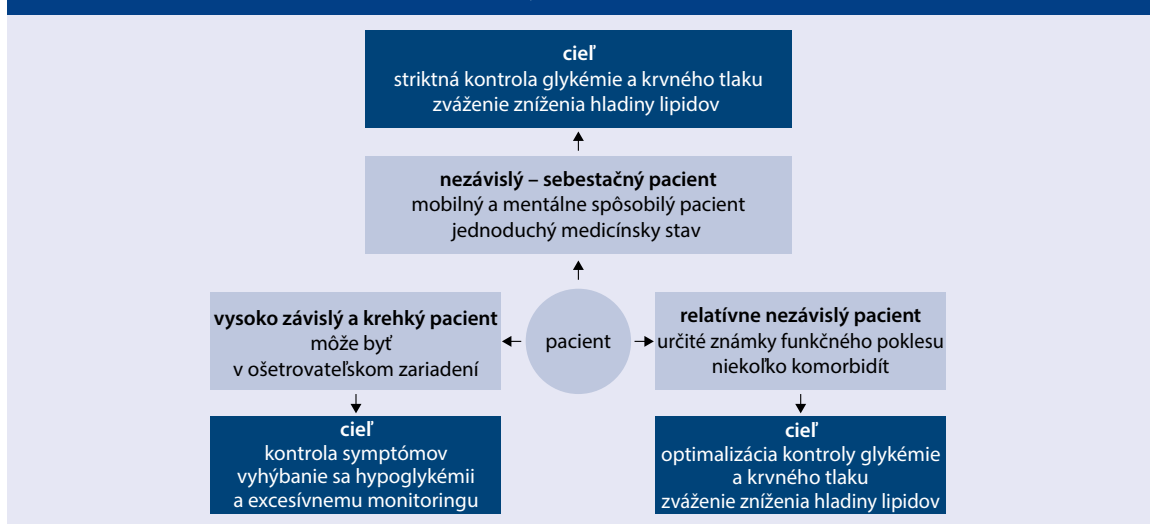 cieľ
striktná kontrola glykémie a krvného tlaku
zváženie zníženia hladiny lipidov
nezávislý – sebestačný pacient
mobilný a mentálne spôsobilý pacient
jednoduchý medicínsky stav
vysoko závislý a krehký pacient
môže byť
v ošetrovateľskom zariadení
pacient
relatívne nezávislý pacient
určité známky funkčného poklesu
niekoľko komorbidít
cieľ
kontrola symptómov
vyhýbanie sa hypoglykémii
a excesívnemu monitoringu
cieľ
optimalizácia kontroly glykémie
a krvného tlaku
zváženie zníženia hladiny lipidov